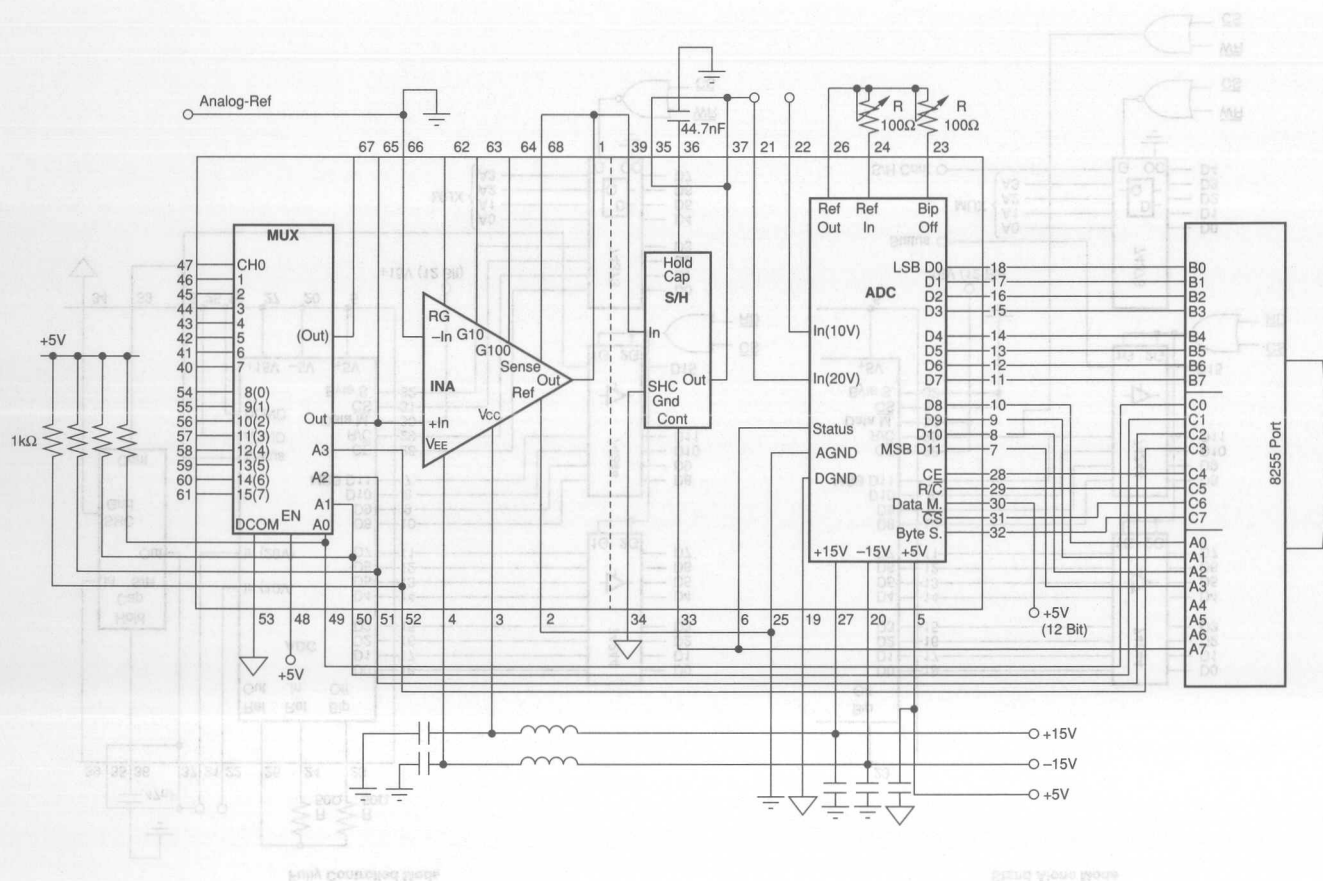 Analog-Ref
44.7nF
R
100Ω
R
100Ω
67 65 66 62 63 64 68 1 39 35 36 37 21 22 26 24 23
MUX
47 CH0
46 1
45 2
44 3
43 4
42 5
41 6
40 7
54 8(0)
55 9(1)
56 10(2)
57 11(3)
58 12(4)
59 13(5)
60 14(6)
61 15(7)
(Out)
Out
A3
A2
A1
A0
EN
DCOM
+5V
1kΩ
RG
G10
G100
–In
Sense
Out
INA
Ref
+In
VCC
VEE
Hold
Cap
S/H
In
Out
SHC
Gnd
Cont
Ref
Out
Ref
In
Bip
Off
ADC
In(10V)
In(20V)
Status
AGND
DGND
LSB D0 18
D1 17
D2 16
D3 15
D4 14
D5 13
D6 12
D7 11
D8 10
D9 9
D10 8
MSB D11 7
CE 28
R/C 29
Data M. 30
CS 31
Byte S. 32
+15V –15V +5V
B0
B1
B2
B3
B4
B5
B6
B7
C0
C1
C2
C3
C4
C5
C6
C7
A0
A1
A2
A3
A4
A5
A6
A7
8255 Port
53 48 49 50 51 52 4 3 2 34 33 6 25 19 27 20 5
+5V
+5V
(12 Bit)
+15V
–15V
+5V